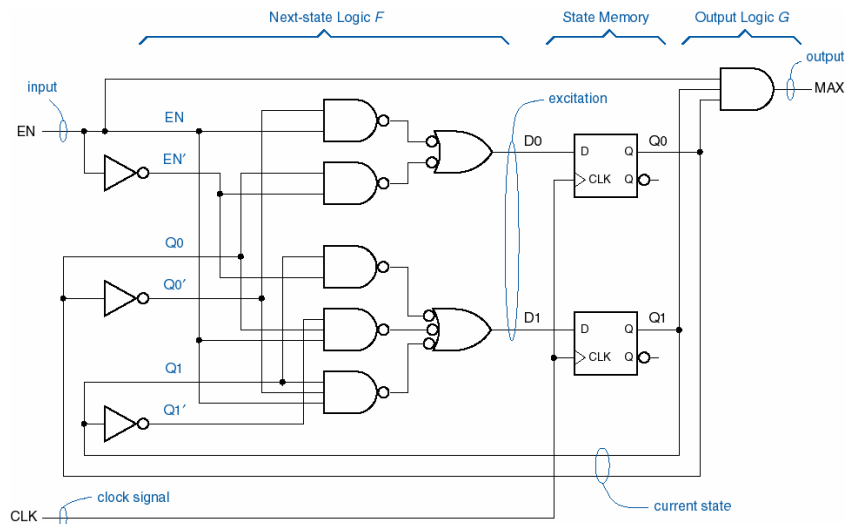 Next-state Logic F
State Memory
Output Logic G
input
output
EN
EN
MAX
excitation
EN′
D0
D
Q
Q0
CLK
Q
Q0
Q0′
D1
D
Q
Q1
CLK
Q
Q1
Q1′
clock signal
current state
CLK